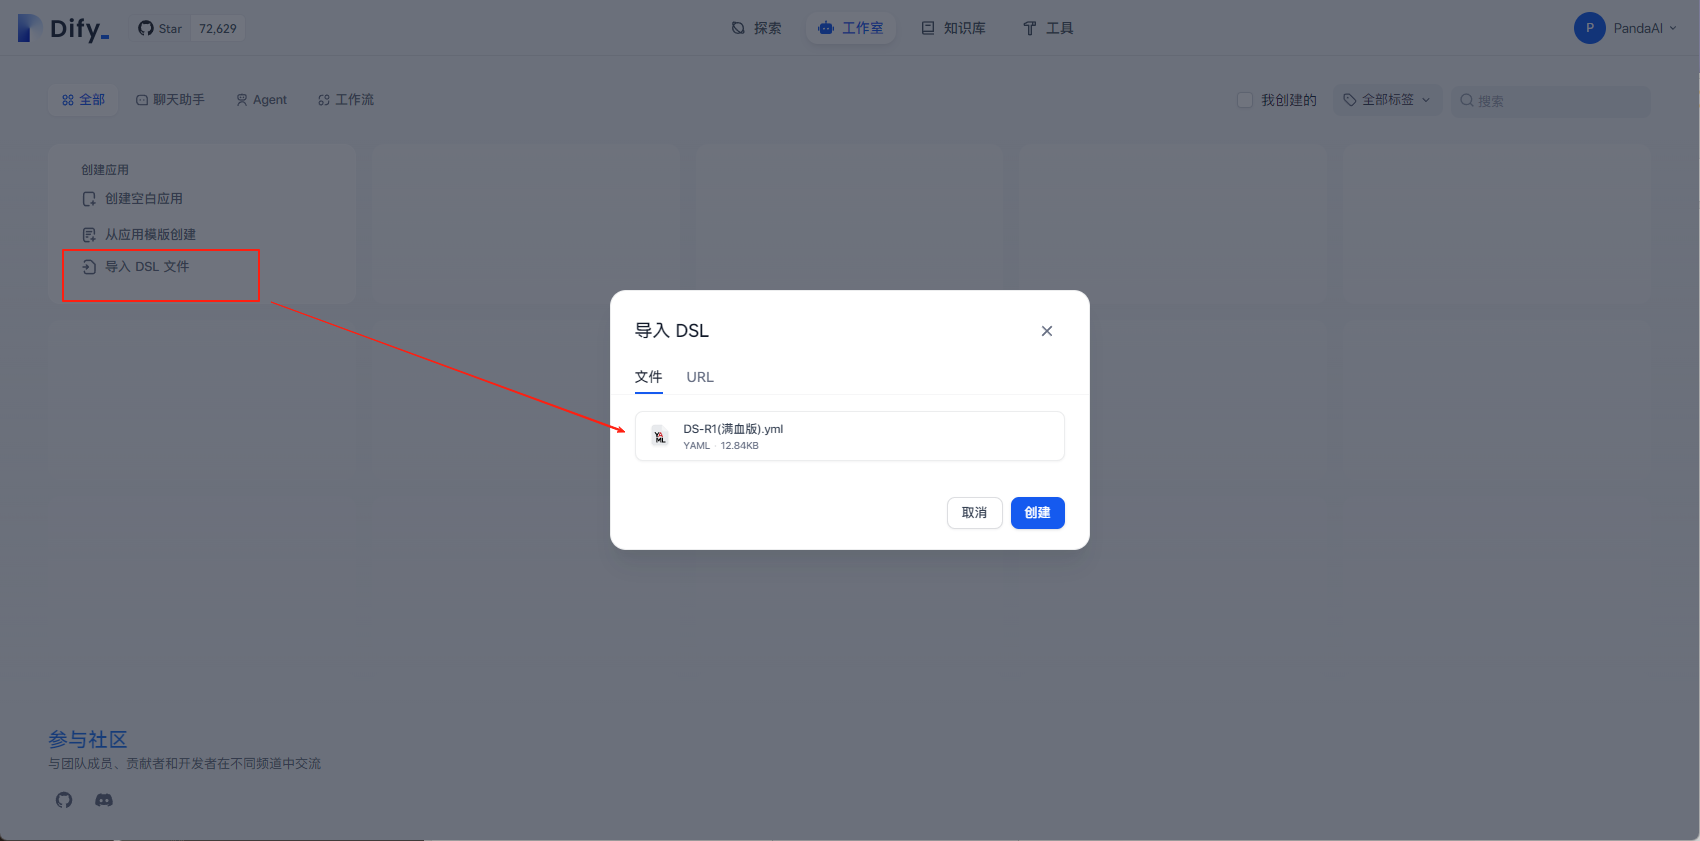 Dify_
Star 72,629
探索
工作室
知识库
工具
P PandaAI
全部
聊天助手
Agent
工作流
我创建的
全部标签
搜索
创建应用
创建空白应用
从应用模版创建
导入 DSL 文件
导入 DSL
文件 URL
YAML
DS-R1(满血版).yml
YAML · 12.84KB
取消 创建
参与社区
与团队成员、贡献者和开发者在不同频道中交流